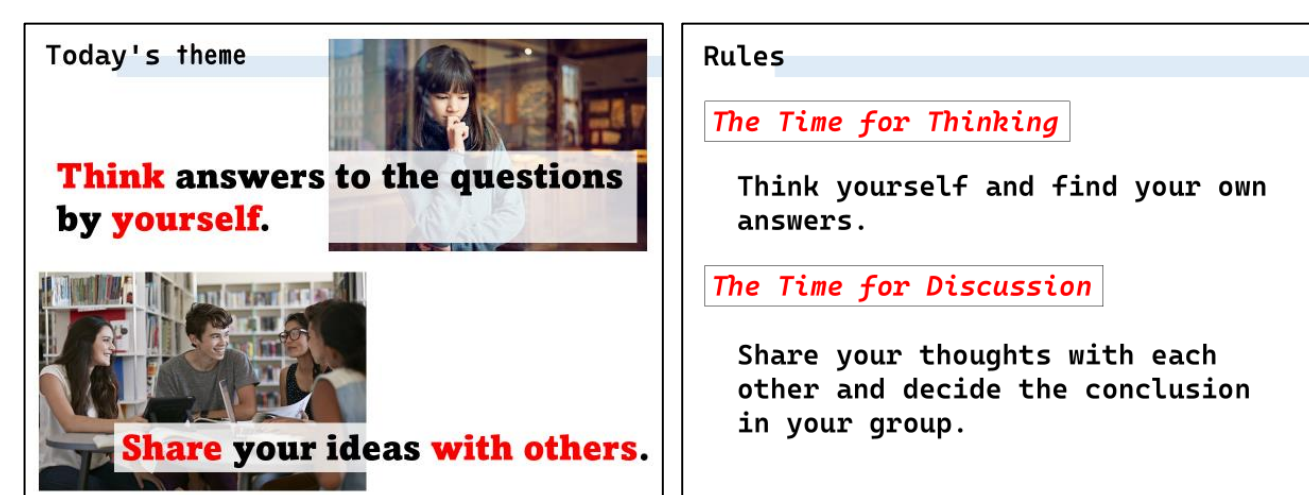 Today's theme
Think answers to the questions
by yourself.
Share your ideas with others.
Rules
The Time for Thinking
Think yourself and find your own
answers.
The Time for Discussion
Share your thoughts with each
other and decide the conclusion
in your group.